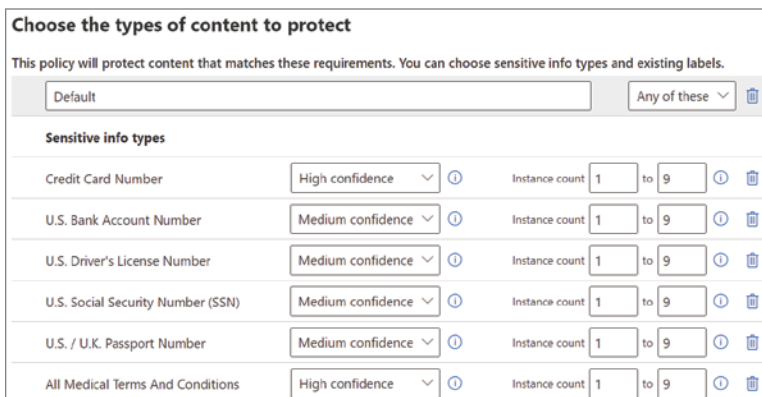 Choose the types of content to protect
This policy will protect content that matches these requirements. You can choose sensitive info types and existing labels.
Default Any of these
Sensitive info types
Credit Card Number High confidence Instance count 1 to 9
U.S. Bank Account Number Medium confidence Instance count 1 to 9
U.S. Driver's License Number Medium confidence Instance count 1 to 9
U.S. Social Security Number (SSN) Medium confidence Instance count 1 to 9
U.S. / U.K. Passport Number Medium confidence Instance count 1 to 9
All Medical Terms And Conditions High confidence Instance count 1 to 9